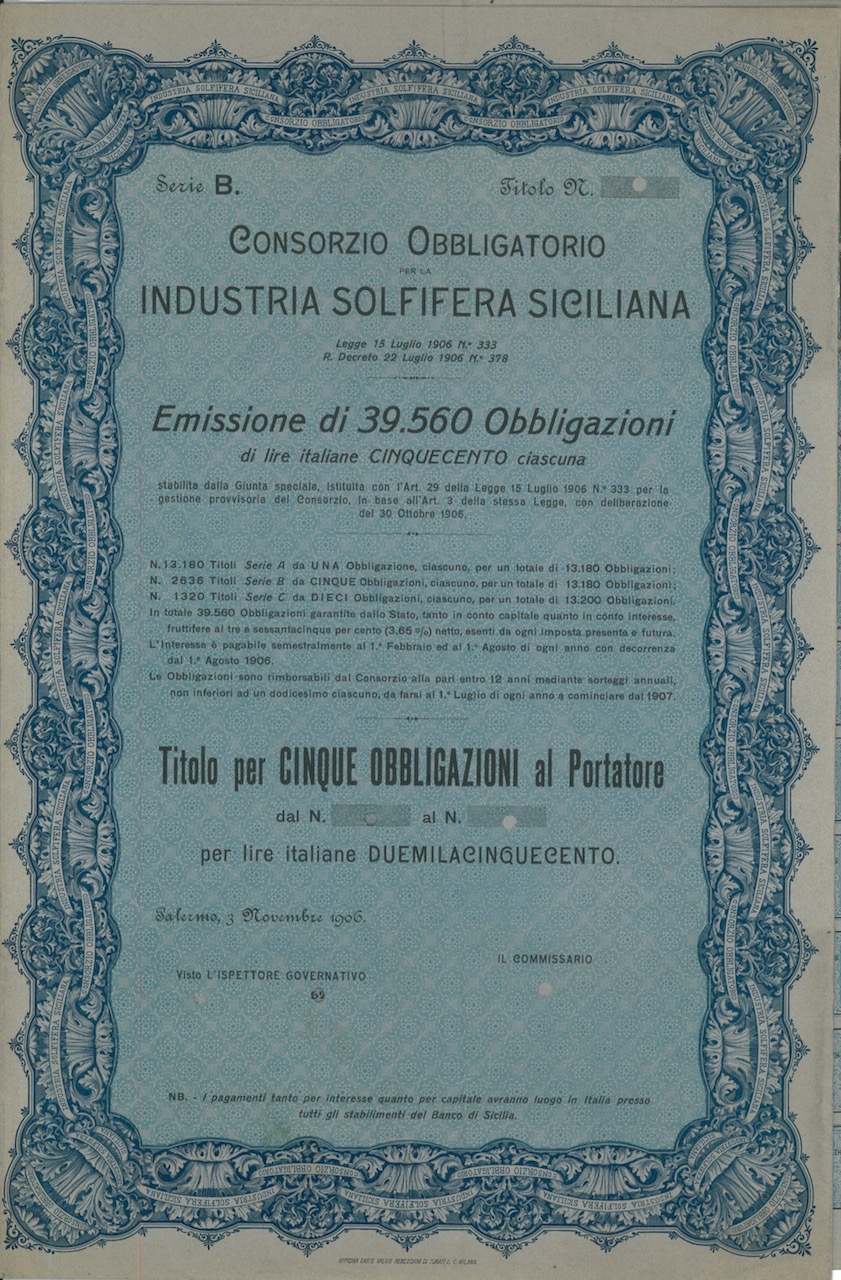 Serie B. Titolo N.
CONSORZIO OBBLIGATORIO
PER LA
INDUSTRIA SOLFIFERA SICILIANA
Legge 15 Luglio 1906 N.º 333
R. Decreto 22 Luglio 1906 N.º 378
Emissione di 39.560 Obbligazioni
di lire italiane CINQUECENTO ciascuna
stabilita dalla Giunta speciale, istituita con l'Art. 29 della Legge 15 Luglio 1906 N.º 333 per la
gestione provvisoria del Consorzio, in base all'Art. 3 della stessa Legge, con deliberazione
del 30 Ottobre 1906.
N. 13.180 Titoli Serie A da UNA Obbligazione, ciascuno, per un totale di 13.180 Obbligazioni;
N. 2636 Titoli Serie B da CINQUE Obbligazioni, ciascuno, per un totale di 13.180 Obbligazioni;
N. 1320 Titoli Serie C da DIECI Obbligazioni, ciascuno, per un totale di 13.200 Obbligazioni.
In totale 39.560 Obbligazioni garantite dallo Stato, tanto in conto capitale quanto in conto interesse,
fruttifere al tre e sessantacinque per cento (3.65 %) netto, esenti da ogni imposta presente e futura.
L'Interesse è pagabile semestralmente al 1.º Febbraio ed al 1.º Agosto di ogni anno con decorrenza
dal 1.º Agosto 1906.
Le Obbligazioni sono rimborsabili dal Consorzio alla pari entro 12 anni mediante sorteggi annuali,
non inferiori ad un dodicesimo ciascuno, da farsi al 1.º Luglio di ogni anno a cominciare dal 1907.
Titolo per CINQUE OBBLIGAZIONI al Portatore
dal N. al N.
per lire italiane DUEMILACINQUECENTO.
Palermo, 3 Novembre 1906.
IL COMMISSARIO
Visto L'ISPETTORE GOVERNATIVO
NB. - I pagamenti tanto per interesse quanto per capitale avranno luogo in Italia presso
tutti gli stabilimenti del Banco di Sicilia.
INDUSTRIA SOLFIFERA SICILIANA
CONSORZIO OBBLIGATORIO
OFFICINA CARTE VALORI DI TURATI L. C. MILANO.